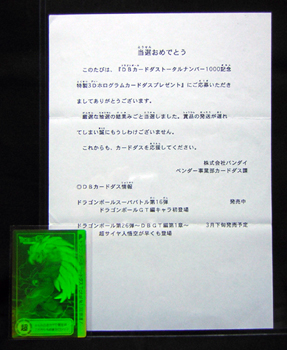 当選おめでとう
このたびは、『DBカードダストータルナンバー1000記念
特製3Dホログラムカードダスプレゼント』にご応募いただき
ましてありがとうございます。
厳選な抽選の結果みごと当選しました。賞品の発送が遅れ
てしまい誠にもうしわけございません。
これからも、カードダスを応援してください。
株式会社バンダイ
ベンダー事業部カードダス課
○DBカードダス情報
ドラゴンボールスーパーバトル第16弾 発売中
ドラゴンボールGT編キャラ初登場
ドラゴンボール第26弾～DBGT編第1章～ 3月下旬発売予定
超サイヤ人悟空が早くも登場